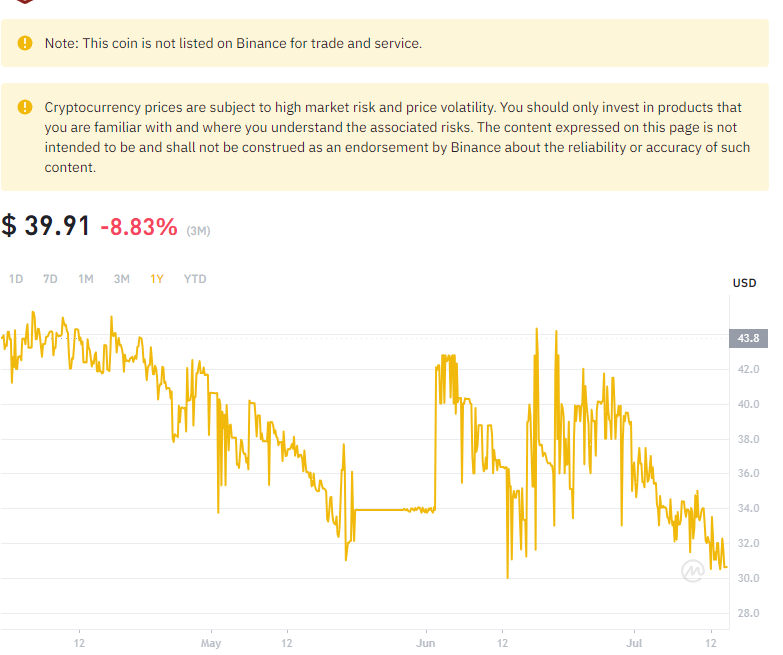 Note: This coin is not listed on Binance for trade and service.
Cryptocurrency prices are subject to high market risk and price volatility. You should only invest in products that
you are familiar with and where you understand the associated risks. The content expressed on this page is not
intended to be and shall not be construed as an endorsement by Binance about the reliability or accuracy of such
content.
$ 39.91 -8.83% (3M)
1D 7D 1M 3M 1Y YTD
USD
43.8
42.0
40.0
38.0
36.0
34.0
32.0
30.0
28.0
12 May 12 Jun 12 Jul 12